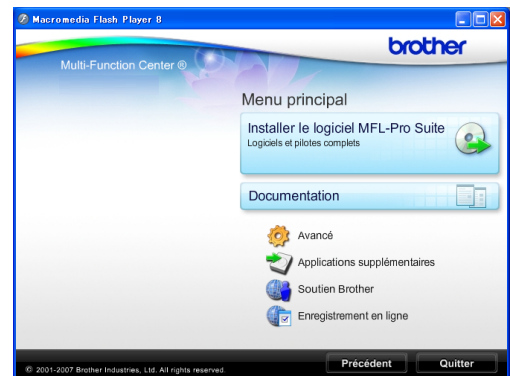 Macromedia Flash Player 8
brother
Multi-Function Center ®
Menu principal
Installer le logiciel MFL-Pro Suite
Logiciels et pilotes complets
Documentation
Avancé
Applications supplémentaires
Soutien Brother
Enregistrement en ligne
Précédent
Quitter
© 2001-2007 Brother Industries, Ltd. All rights reserved.